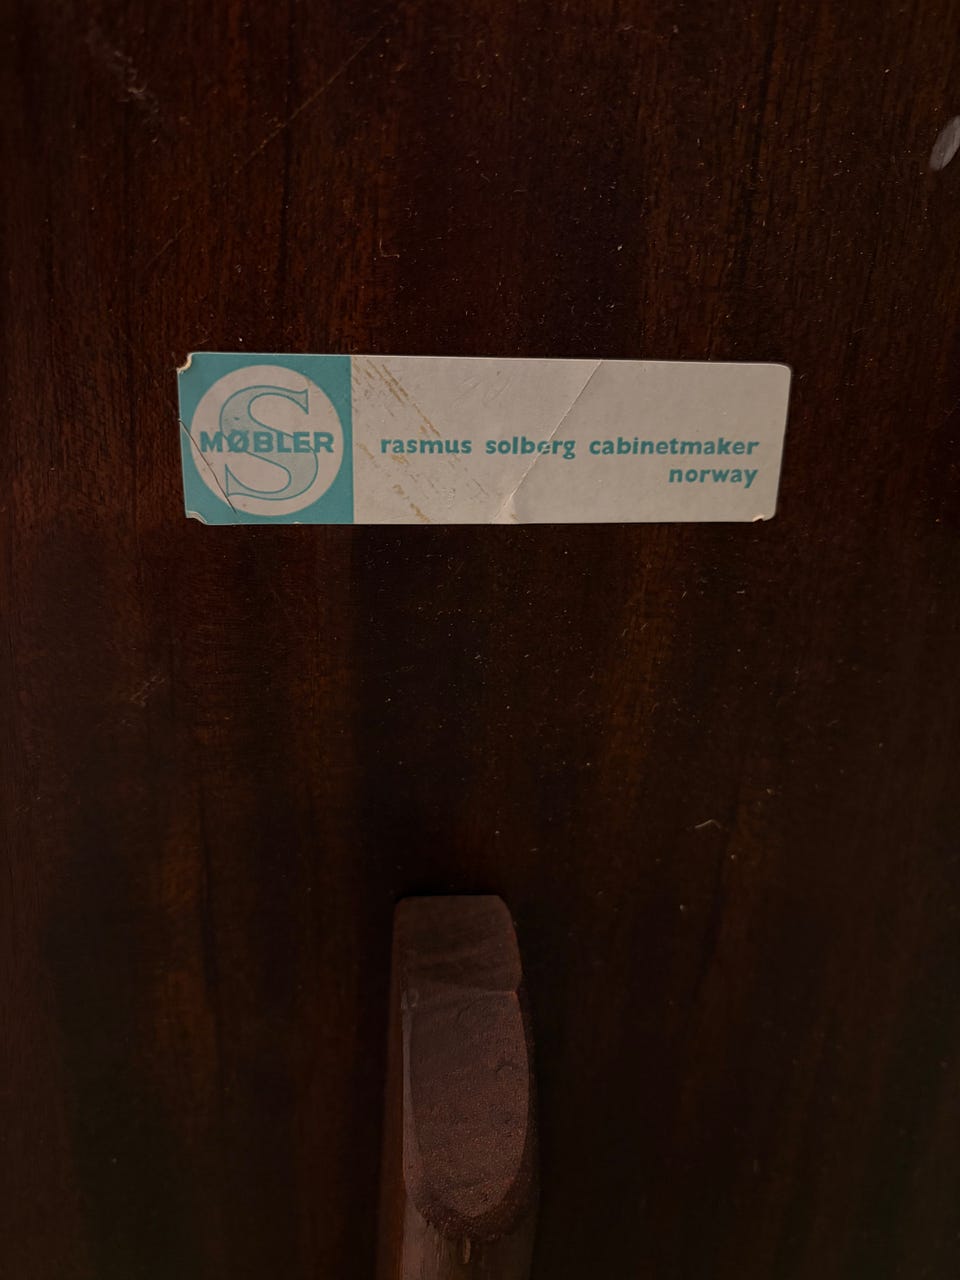 S
MØBLER
rasmus solberg cabinetmaker
norway